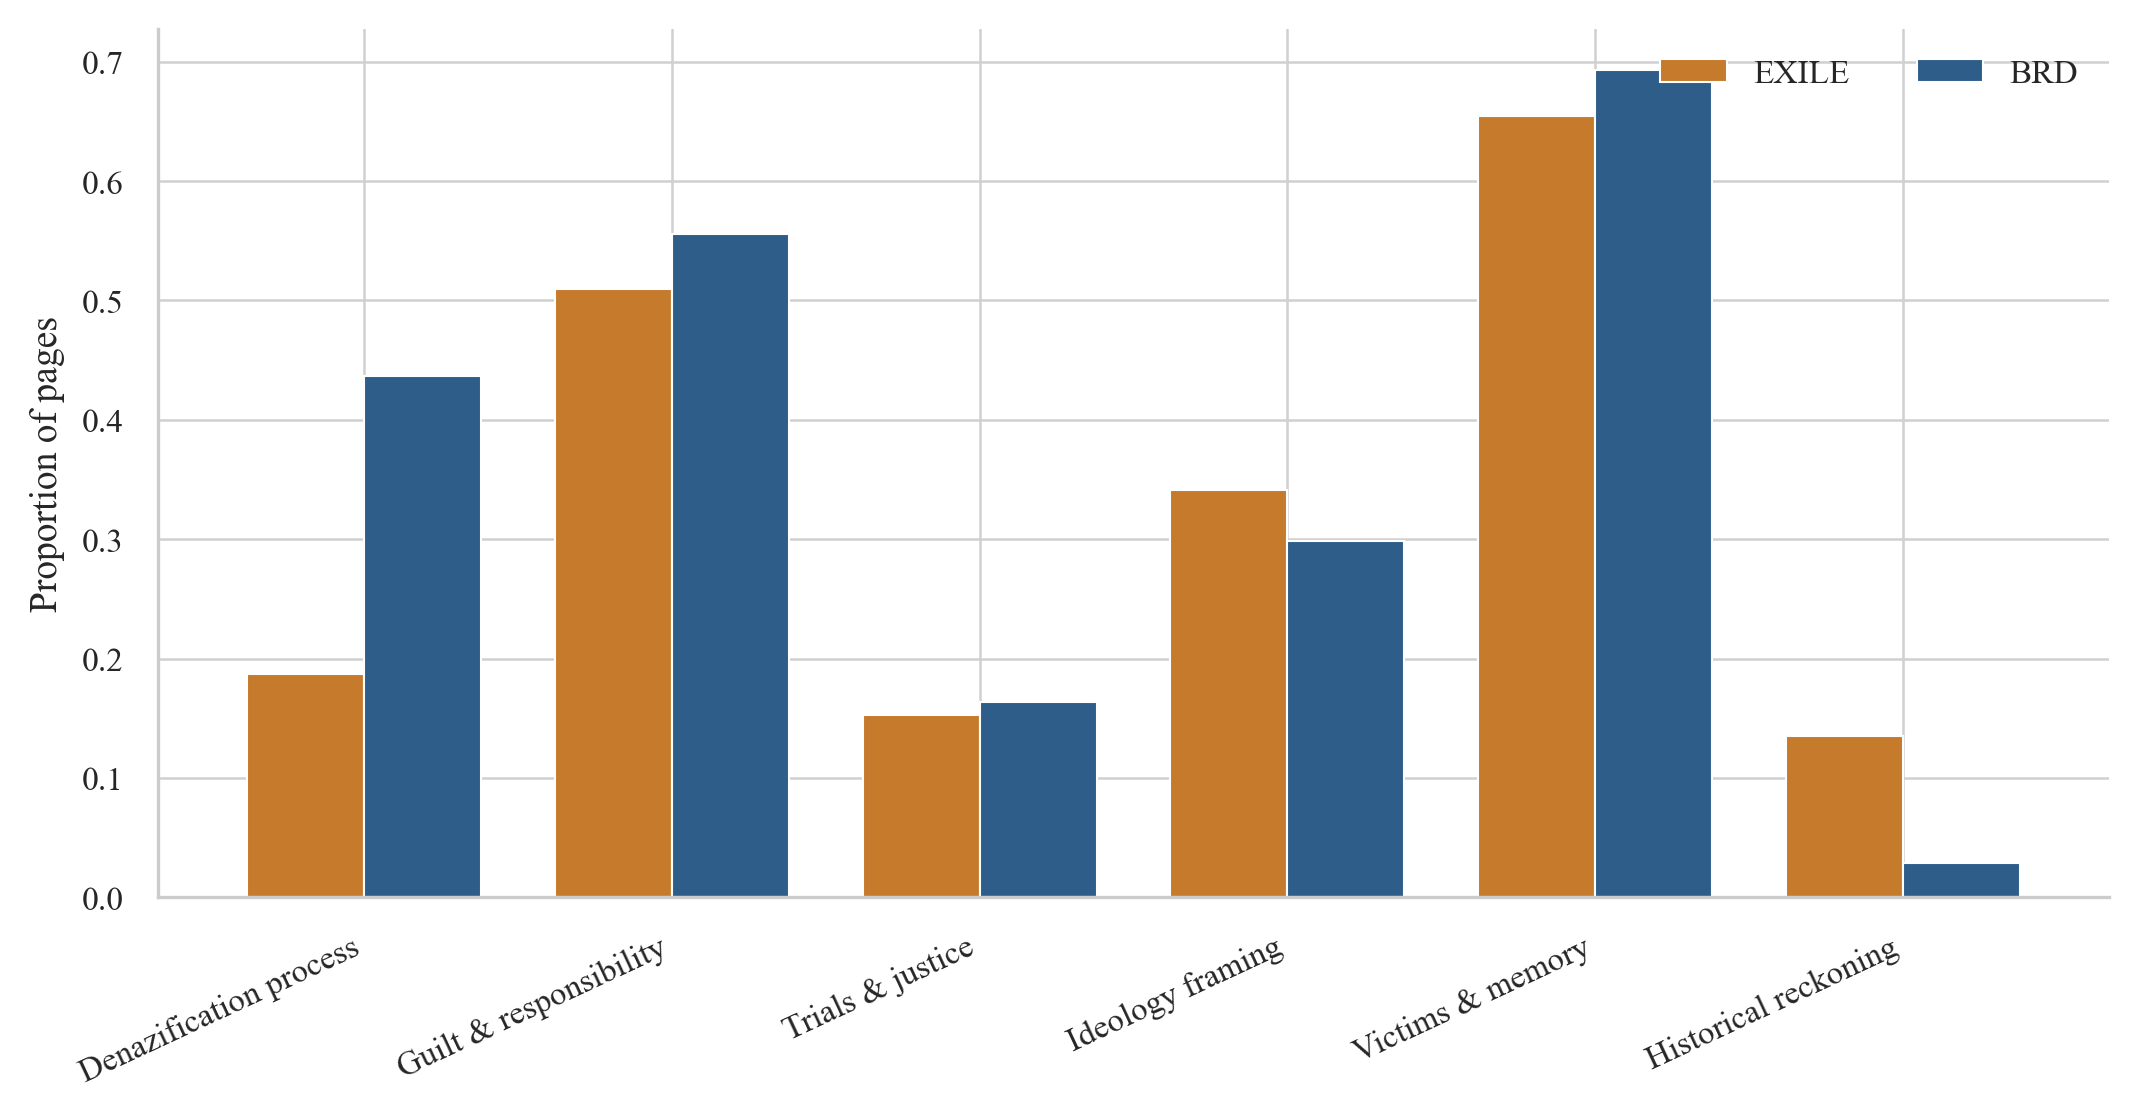 EXILE BRD
Proportion of pages
0.7
0.6
0.5
0.4
0.3
0.2
0.1
0.0
Denazification process
Guilt & responsibility
Trials & justice
Ideology framing
Victims & memory
Historical reckoning